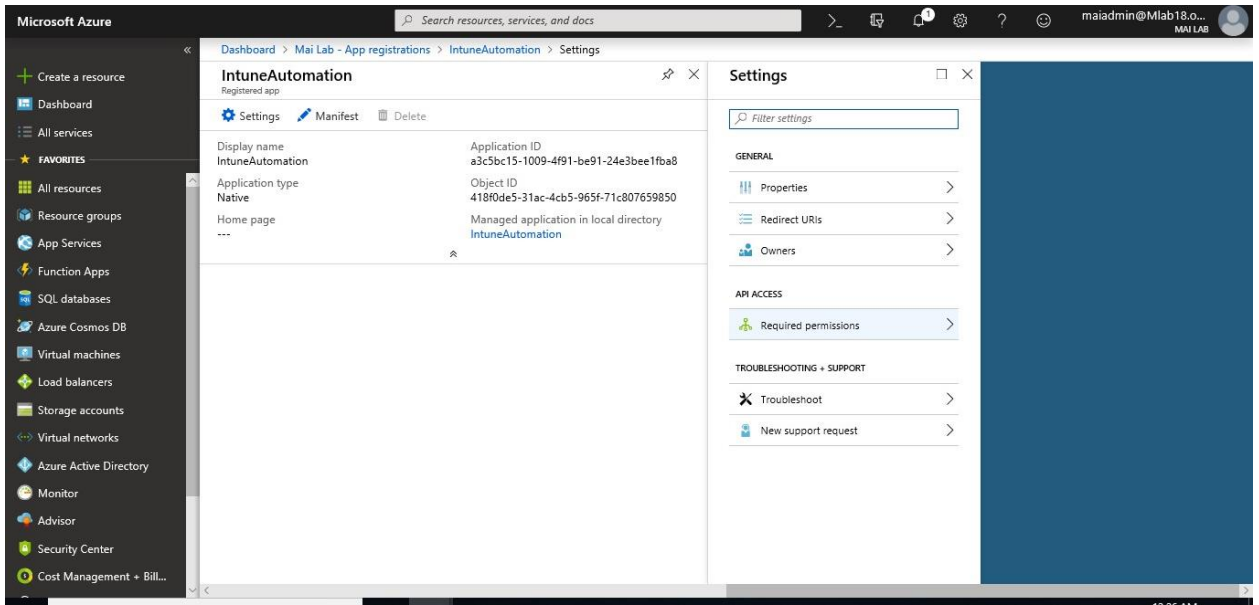 Microsoft Azure
Search resources, services, and docs
1
maiadmin@Mlab18.o...
MAI LAB
Dashboard > Mai Lab - App registrations > IntuneAutomation > Settings
Create a resource
Dashboard
All services
FAVORITES
All resources
Resource groups
App Services
Function Apps
SQL databases
Azure Cosmos DB
Virtual machines
Load balancers
Storage accounts
Virtual networks
Azure Active Directory
Monitor
Advisor
Security Center
Cost Management + Bill...
IntuneAutomation
Registered app
Settings
Manifest
Delete
Display name
IntuneAutomation
Application ID
a3c5bc15-1009-4f91-be91-24e3bee1fba8
Application type
Native
Object ID
418f0de5-31ac-4cb5-965f-71c807659850
Home page
---
Managed application in local directory
IntuneAutomation
Settings
Filter settings
GENERAL
Properties
Redirect URIs
Owners
API ACCESS
Required permissions
TROUBLESHOOTING + SUPPORT
Troubleshoot
New support request